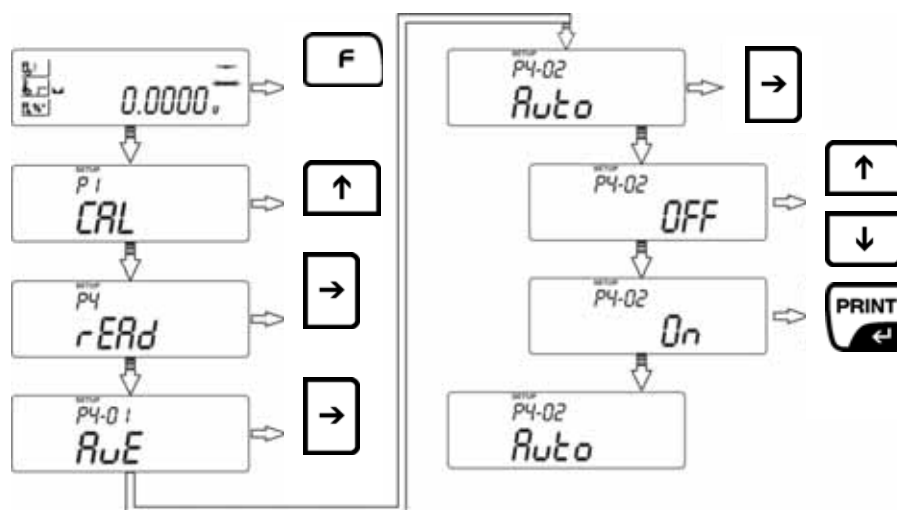 F
0.0000
SETUP
P1
CAL
↑
SETUP
P4
rEAd
→
SETUP
P4-01
AvE
→
SETUP
P4-02
Auto
→
SETUP
P4-02
OFF
↑
↓
SETUP
P4-02
On
PRINT
SETUP
P4-02
Auto